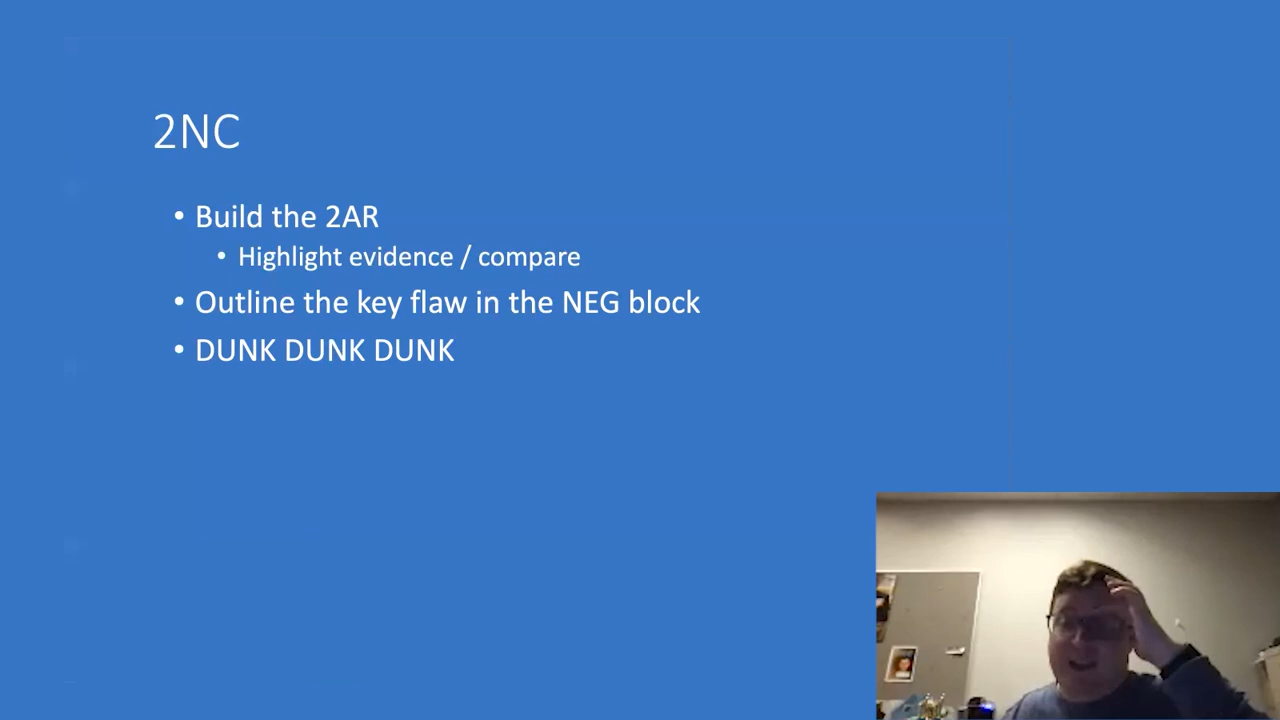 2NC
• Build the 2AR
• Highlight evidence / compare
• Outline the key flaw in the NEG block
• DUNK DUNK DUNK